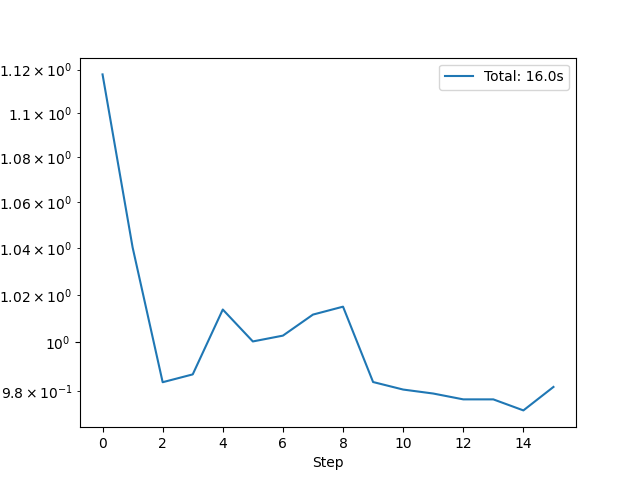 1.12 × 10⁰
1.1 × 10⁰
1.08 × 10⁰
1.06 × 10⁰
1.04 × 10⁰
1.02 × 10⁰
10⁰
9.8 × 10⁻¹
Total: 16.0s
0 2 4 6 8 10 12 14
Step